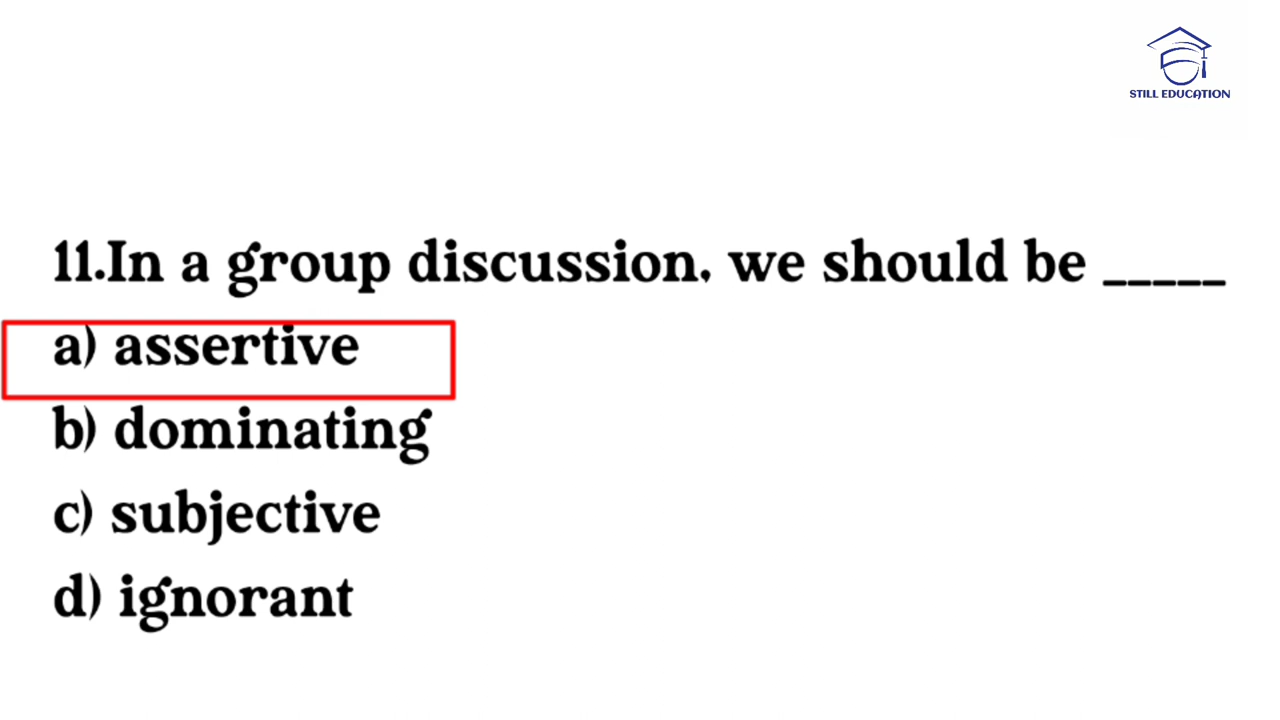 STILL EDUCATION
11.In a group discussion, we should be _____
a) assertive
b) dominating
c) subjective
d) ignorant